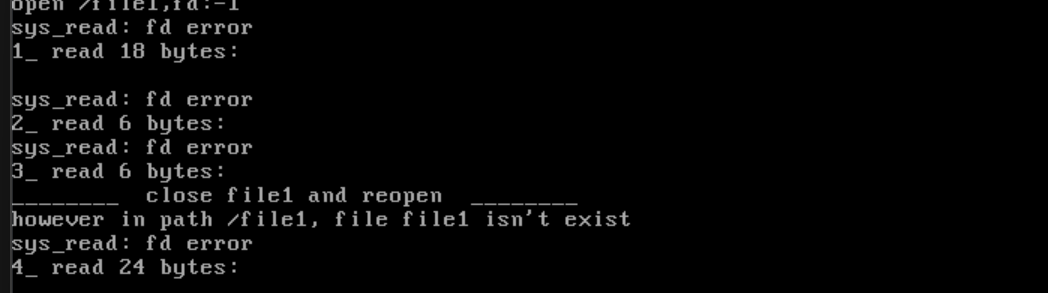 open /file1,fd:-1
sys_read: fd error
1_ read 18 bytes:
sys_read: fd error
2_ read 6 bytes:
sys_read: fd error
3_ read 6 bytes:
________ close file1 and reopen ________
however in path /file1, file file1 isn't exist
sys_read: fd error
4_ read 24 bytes: